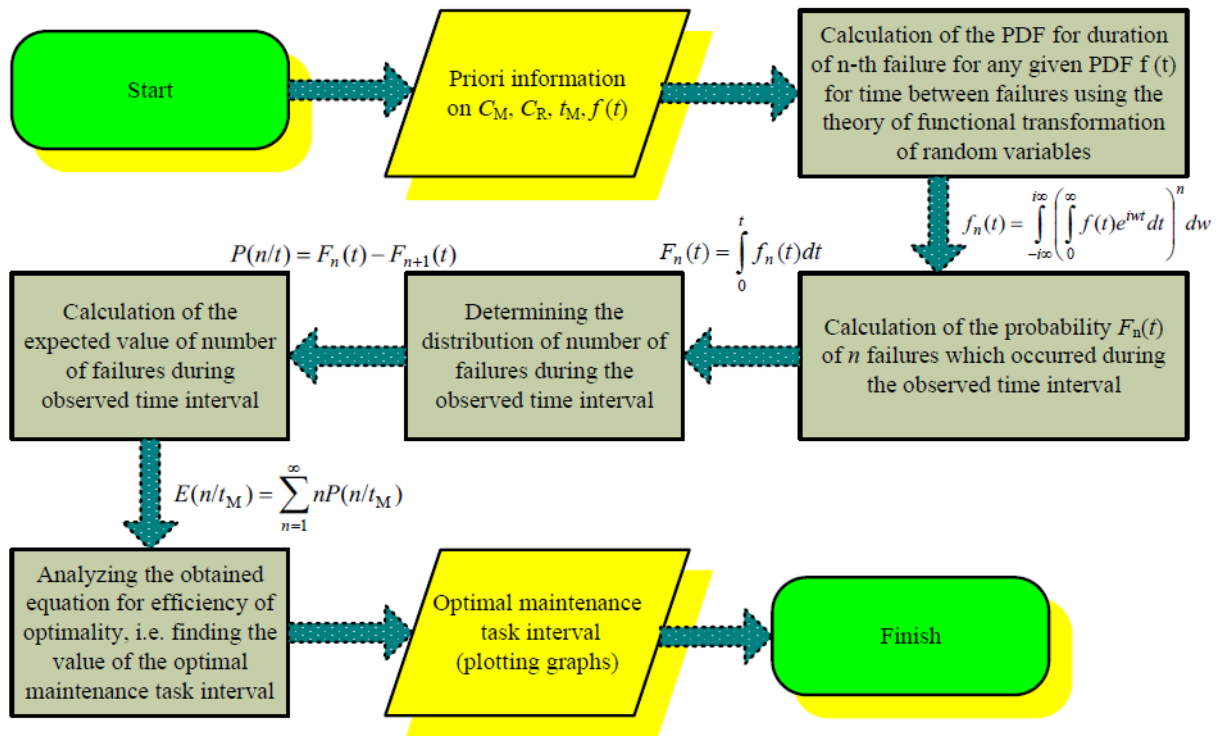 Start
Priori information
on C_M, C_R, t_M, f(t)
Calculation of the PDF for duration
of n-th failure for any given PDF f (t)
for time between failures using the
theory of functional transformation
of random variables
f_n(t) = ∫_{-i∞}^{i∞} (∫_0^∞ f(t)e^{iwt} dt)^n dw
Calculation of the probability F_n(t)
of n failures which occurred during
the observed time interval
F_n(t) = ∫_0^t f_n(t)dt
Determining the
distribution of number of
failures during the
observed time interval
P(n/t) = F_n(t) − F_{n+1}(t)
Calculation of the
expected value of number
of failures during
observed time interval
E(n/t_M) = ∑_{n=1}^∞ nP(n/t_M)
Analyzing the obtained
equation for efficiency of
optimality, i.e. finding the
value of the optimal
maintenance task interval
Optimal maintenance
task interval
(plotting graphs)
Finish